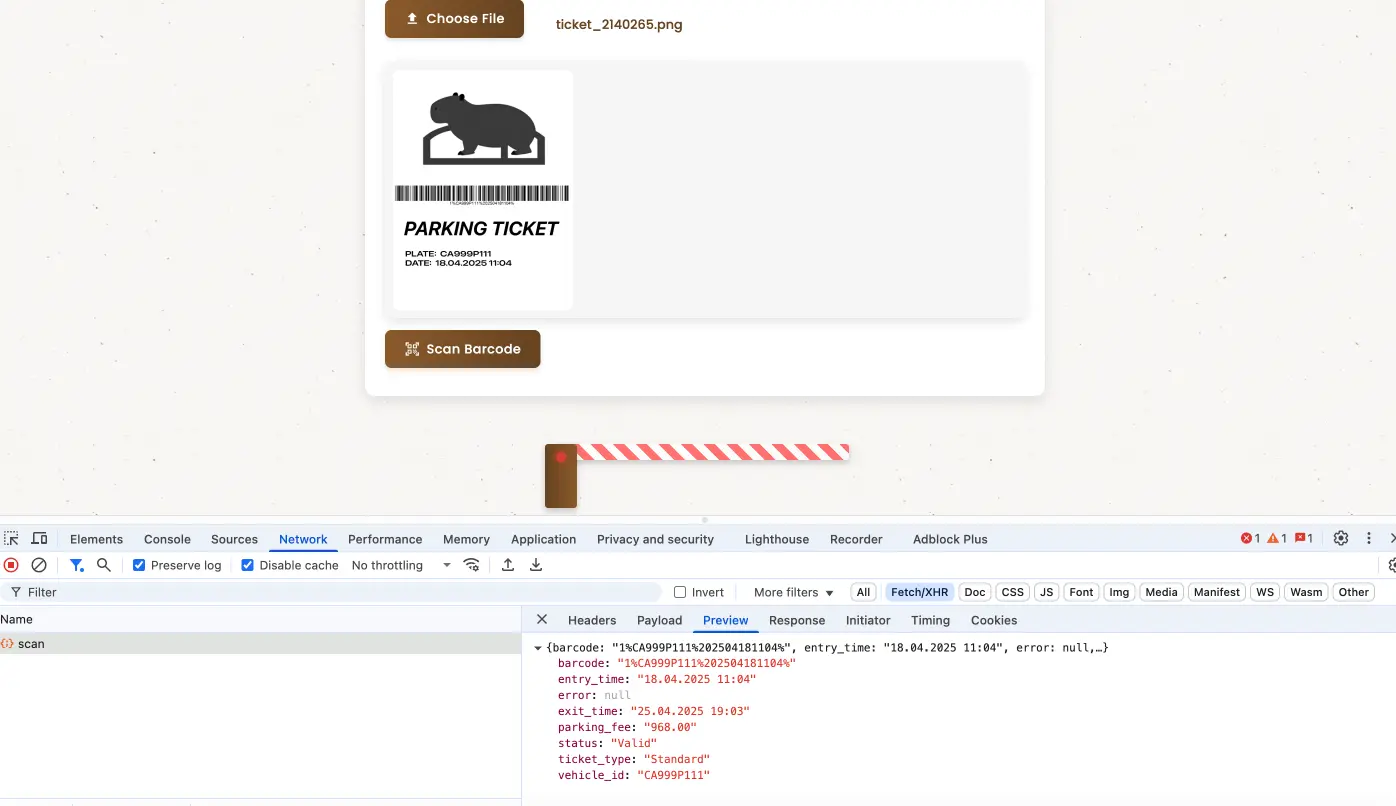 Choose File ticket_2140265.png
1%CA999P111%202504181104%
PARKING TICKET
PLATE: CA999P111
DATE: 18.04.2025 11:04
Scan Barcode
Elements Console Sources Network Performance Memory Application Privacy and security Lighthouse Recorder Adblock Plus 1 1 1
Preserve log Disable cache No throttling
Filter Invert More filters All Fetch/XHR Doc CSS JS Font Img Media Manifest WS Wasm Other
Name Headers Payload Preview Response Initiator Timing Cookies
scan {barcode: "1%CA999P111%202504181104%", entry_time: "18.04.2025 11:04", error: null,…}
barcode: "1%CA999P111%202504181104%"
entry_time: "18.04.2025 11:04"
error: null
exit_time: "25.04.2025 19:03"
parking_fee: "968.00"
status: "Valid"
ticket_type: "Standard"
vehicle_id: "CA999P111"